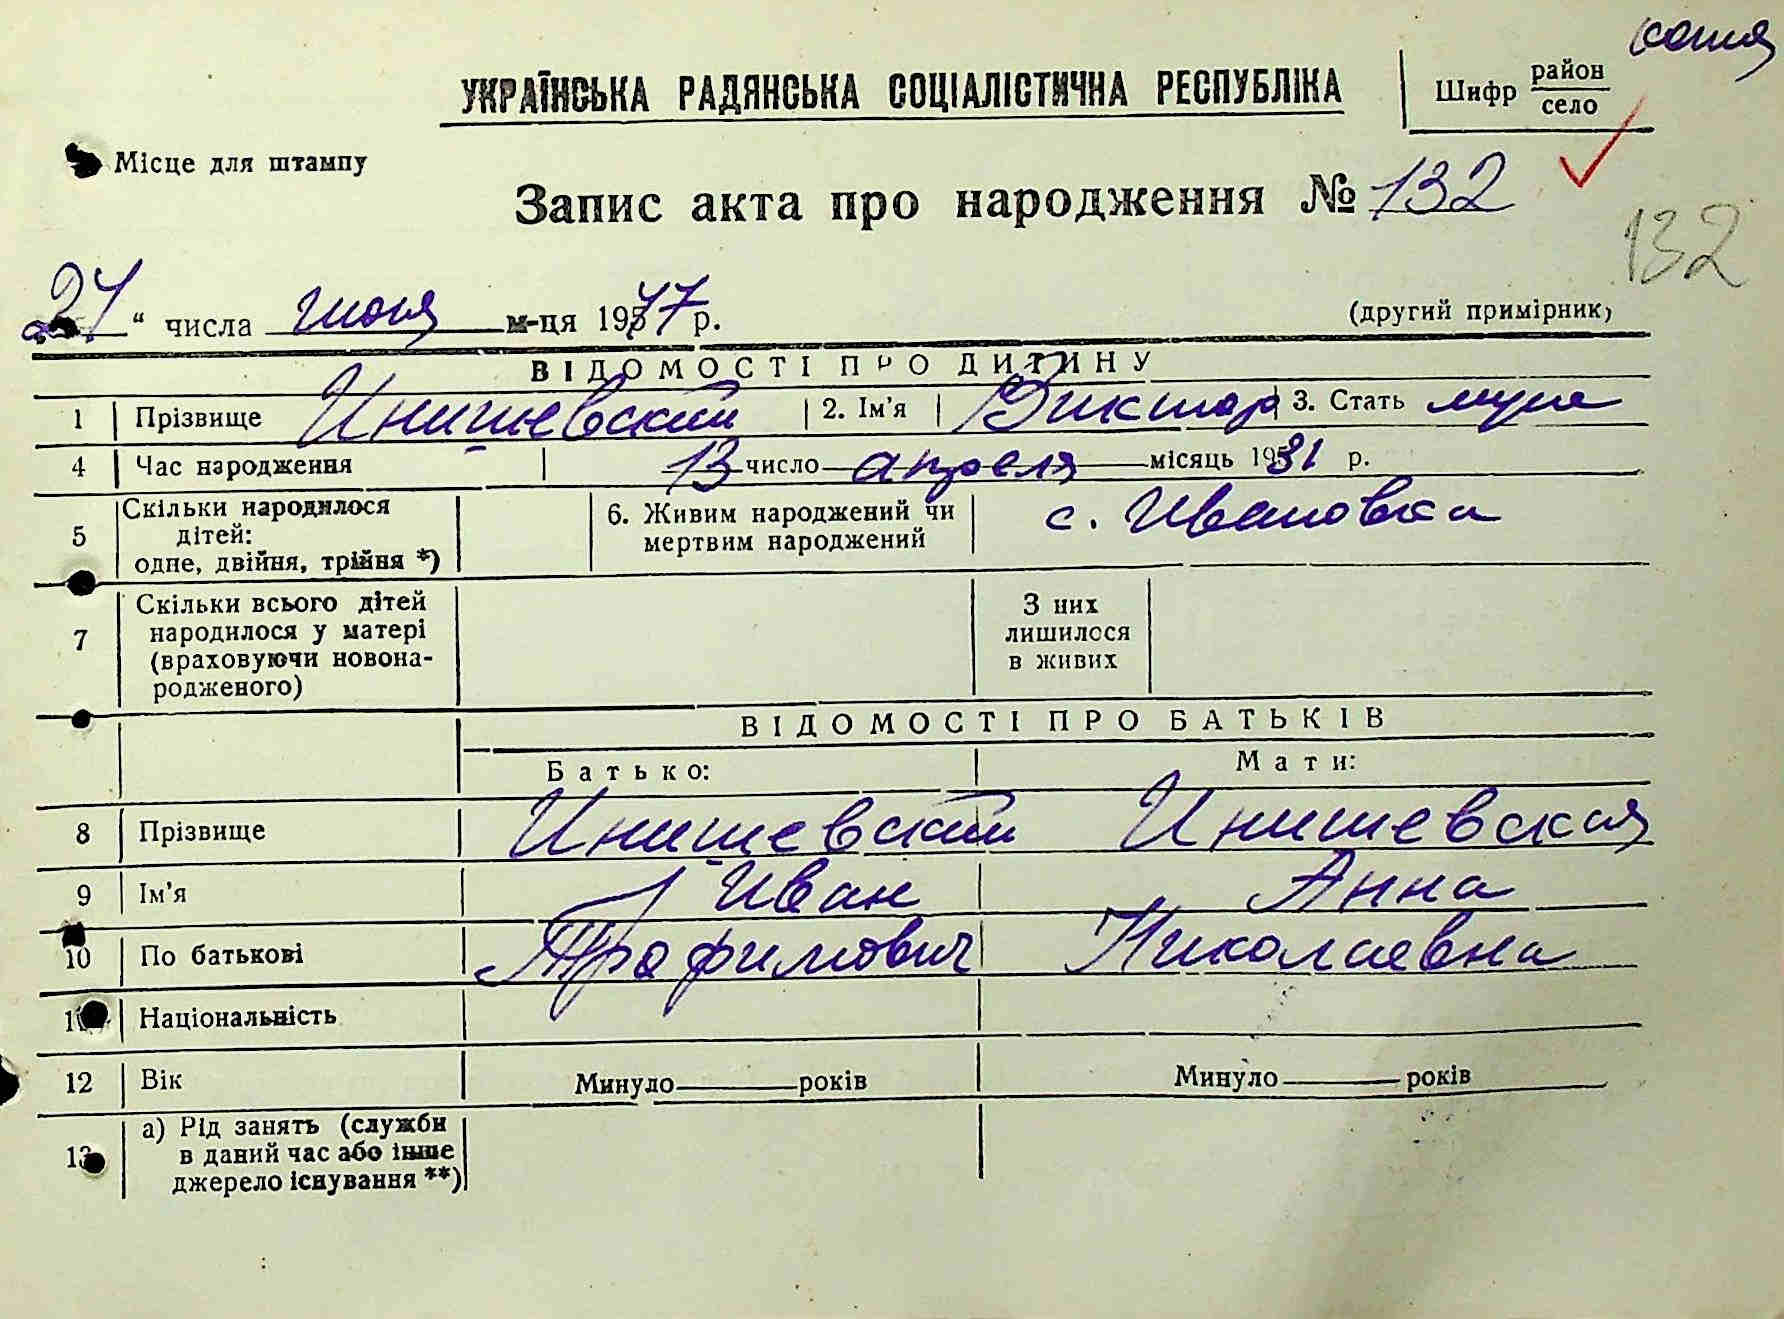 копия
УКРАЇНСЬКА РАДЯНСЬКА СОЦІАЛІСТИЧНА РЕСПУБЛІКА
Шифр район село
Місце для штампу
Запис акта про народження № 132
132
27 " числа июня м-ця 1977 р.
(другий примірник)
ВІДОМОСТІ ПРО ДИТИНУ
1 Прізвище Инишевский 2. Ім'я Виктор 3. Стать муж
4 Час народження 13 число апреля місяць 1931 р.
5 Скільки народилося дітей: одне, двійня, трійня *) 6. Живим народжений чи мертвим народжений с. Ивановка
7 Скільки всього дітей народилося у матері (враховуючи новонародженого) З них лишилося в живих
ВІДОМОСТІ ПРО БАТЬКІВ
Батько: Мати:
8 Прізвище Инишевский Инишевская
9 Ім'я Иван Анна
10 По батькові Трофимович Николаевна
11 Національність
12 Вік Минуло років Минуло років
13 а) Рід занять (служби в даний час або інше джерело існування **)